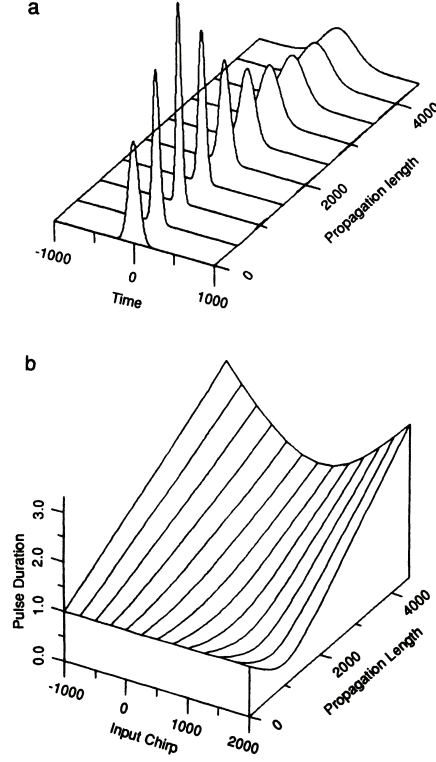 a
4000
2000
Propagation length
0
-1000
0
1000
Time
b
3.0
2.0
1.0
0.0
Pulse Duration
4000
2000
0
Propagation Length
-1000
0
1000
2000
Input Chirp